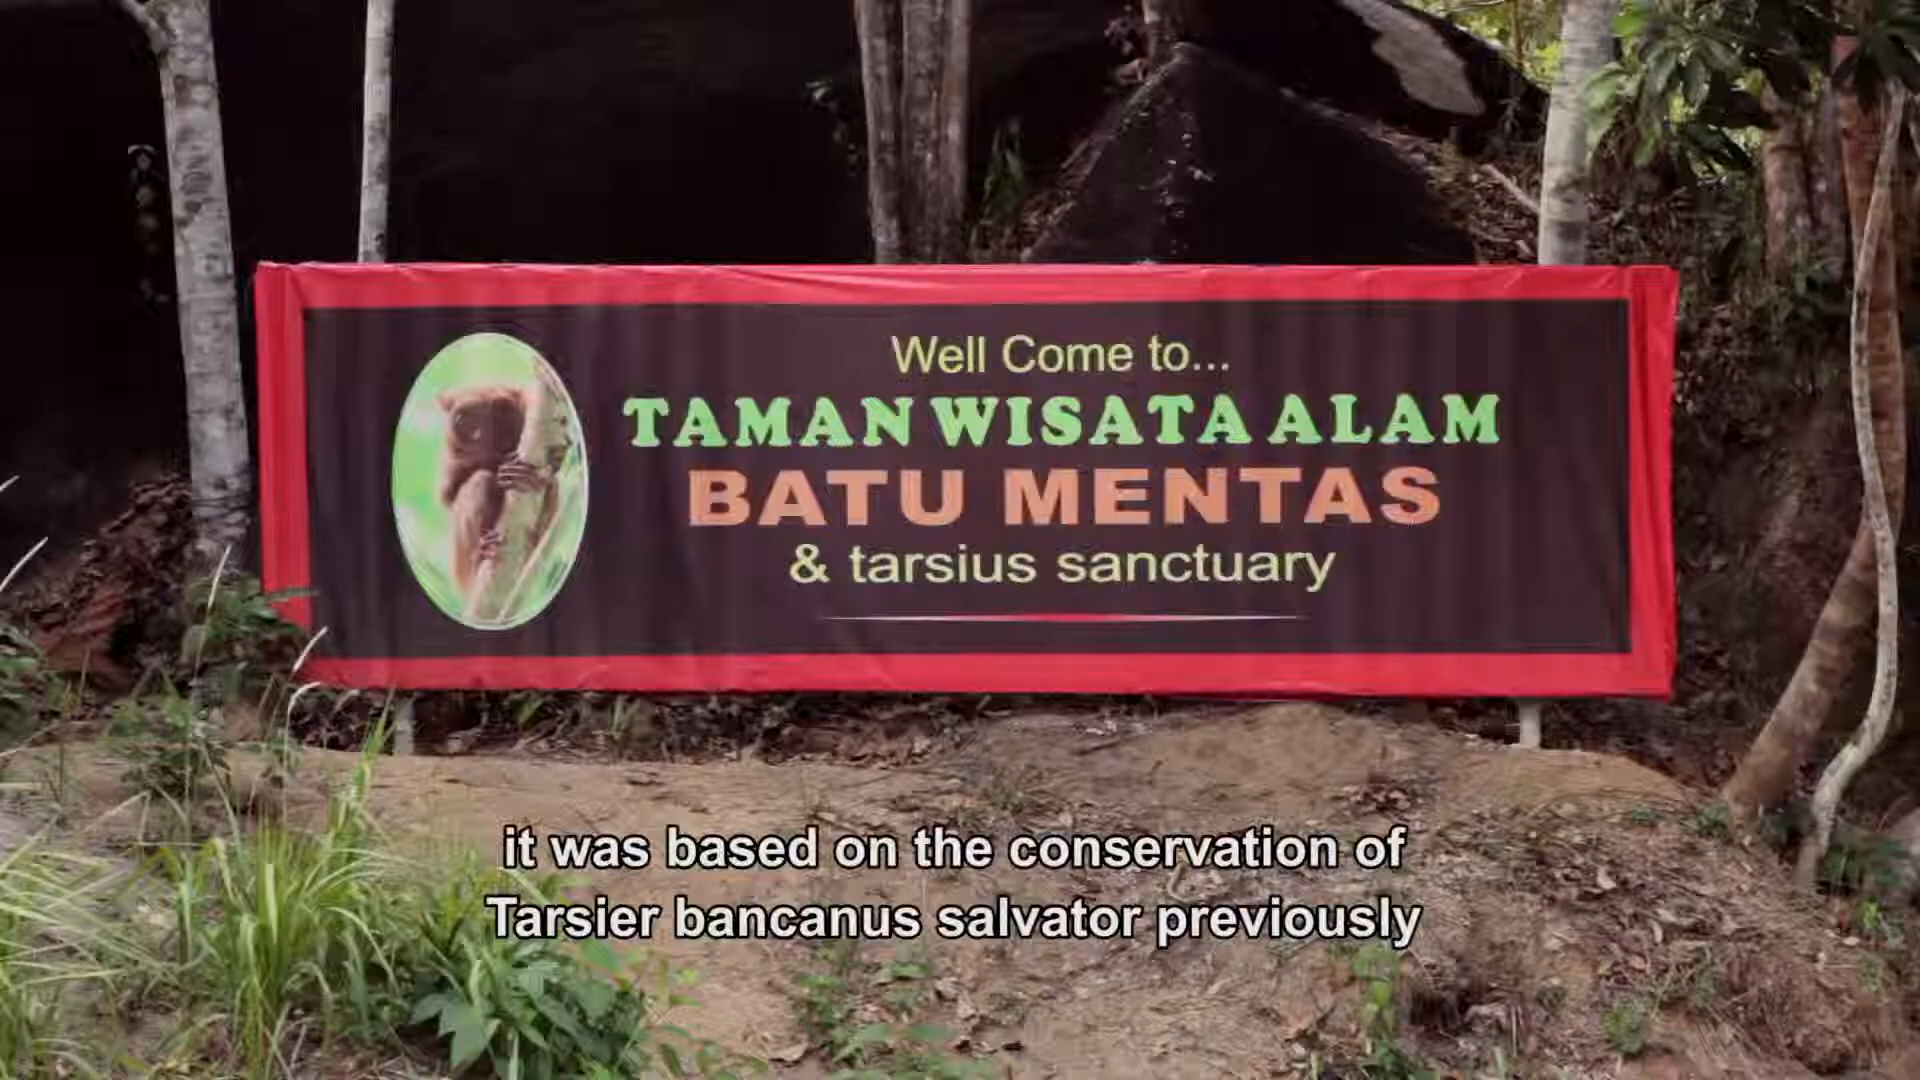 Well Come to...
TAMAN WISATA ALAM
BATU MENTAS
& tarsius sanctuary
it was based on the conservation of
Tarsier bancanus salvator previously